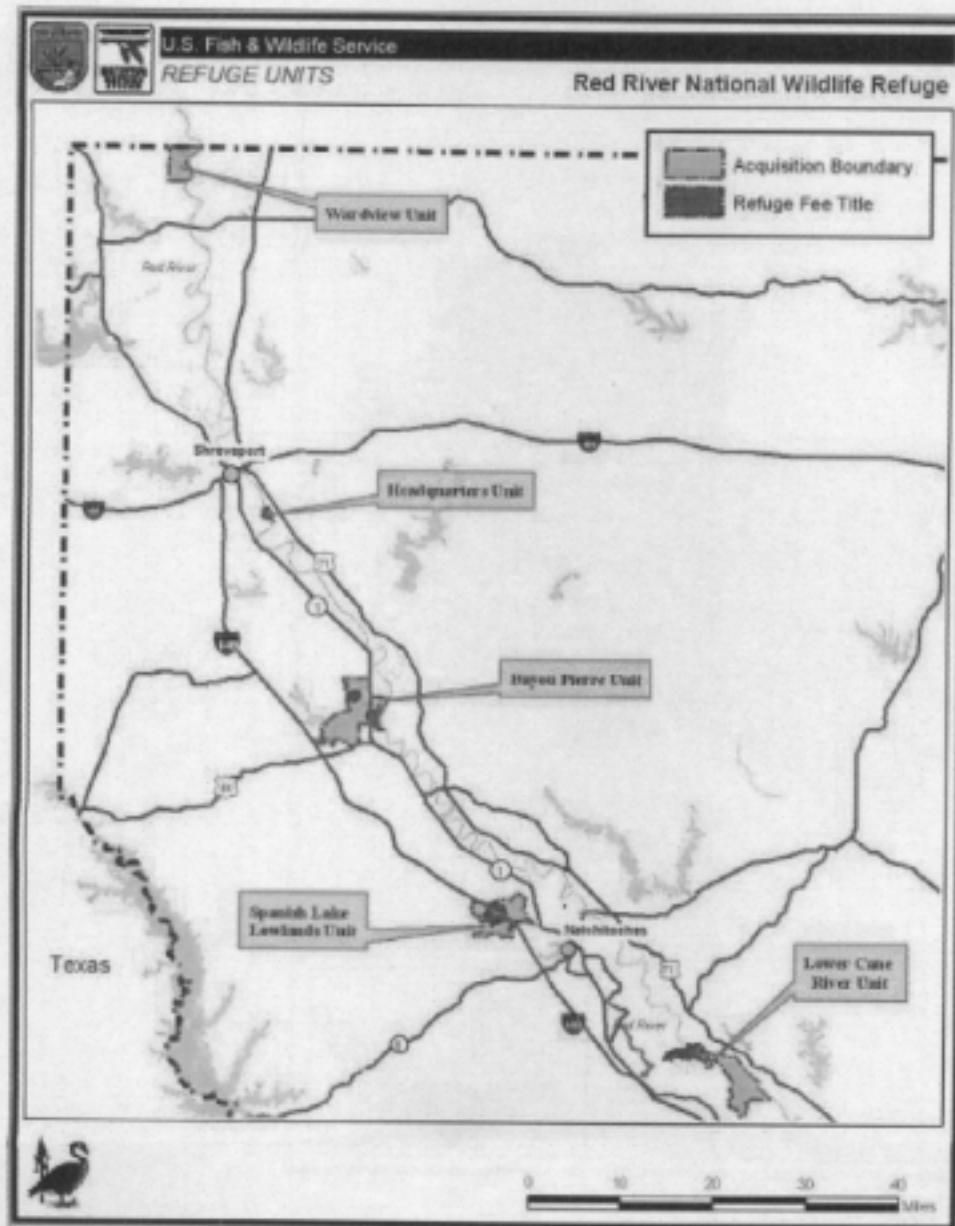 U.S. Fish & Wildlife Service
REFUGE UNITS
Red River National Wildlife Refuge
Acquisition Boundary
Refuge Fee Title
Wardview Unit
Red River
Shreveport
Headquarters Unit
71
1
Bayou Pierre Unit
1
Spanish Lake
Lowlands Unit
Natchitoches
Texas
71
Lower Cane
River Unit
Red River
0 10 20 30 40
Miles